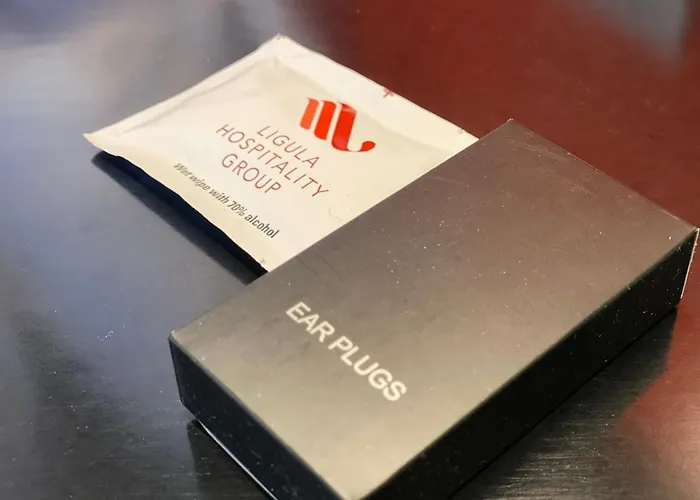 LIGULA
HOSPITALITY
GROUP
Wet wipe with 70% alcohol
EAR PLUGS